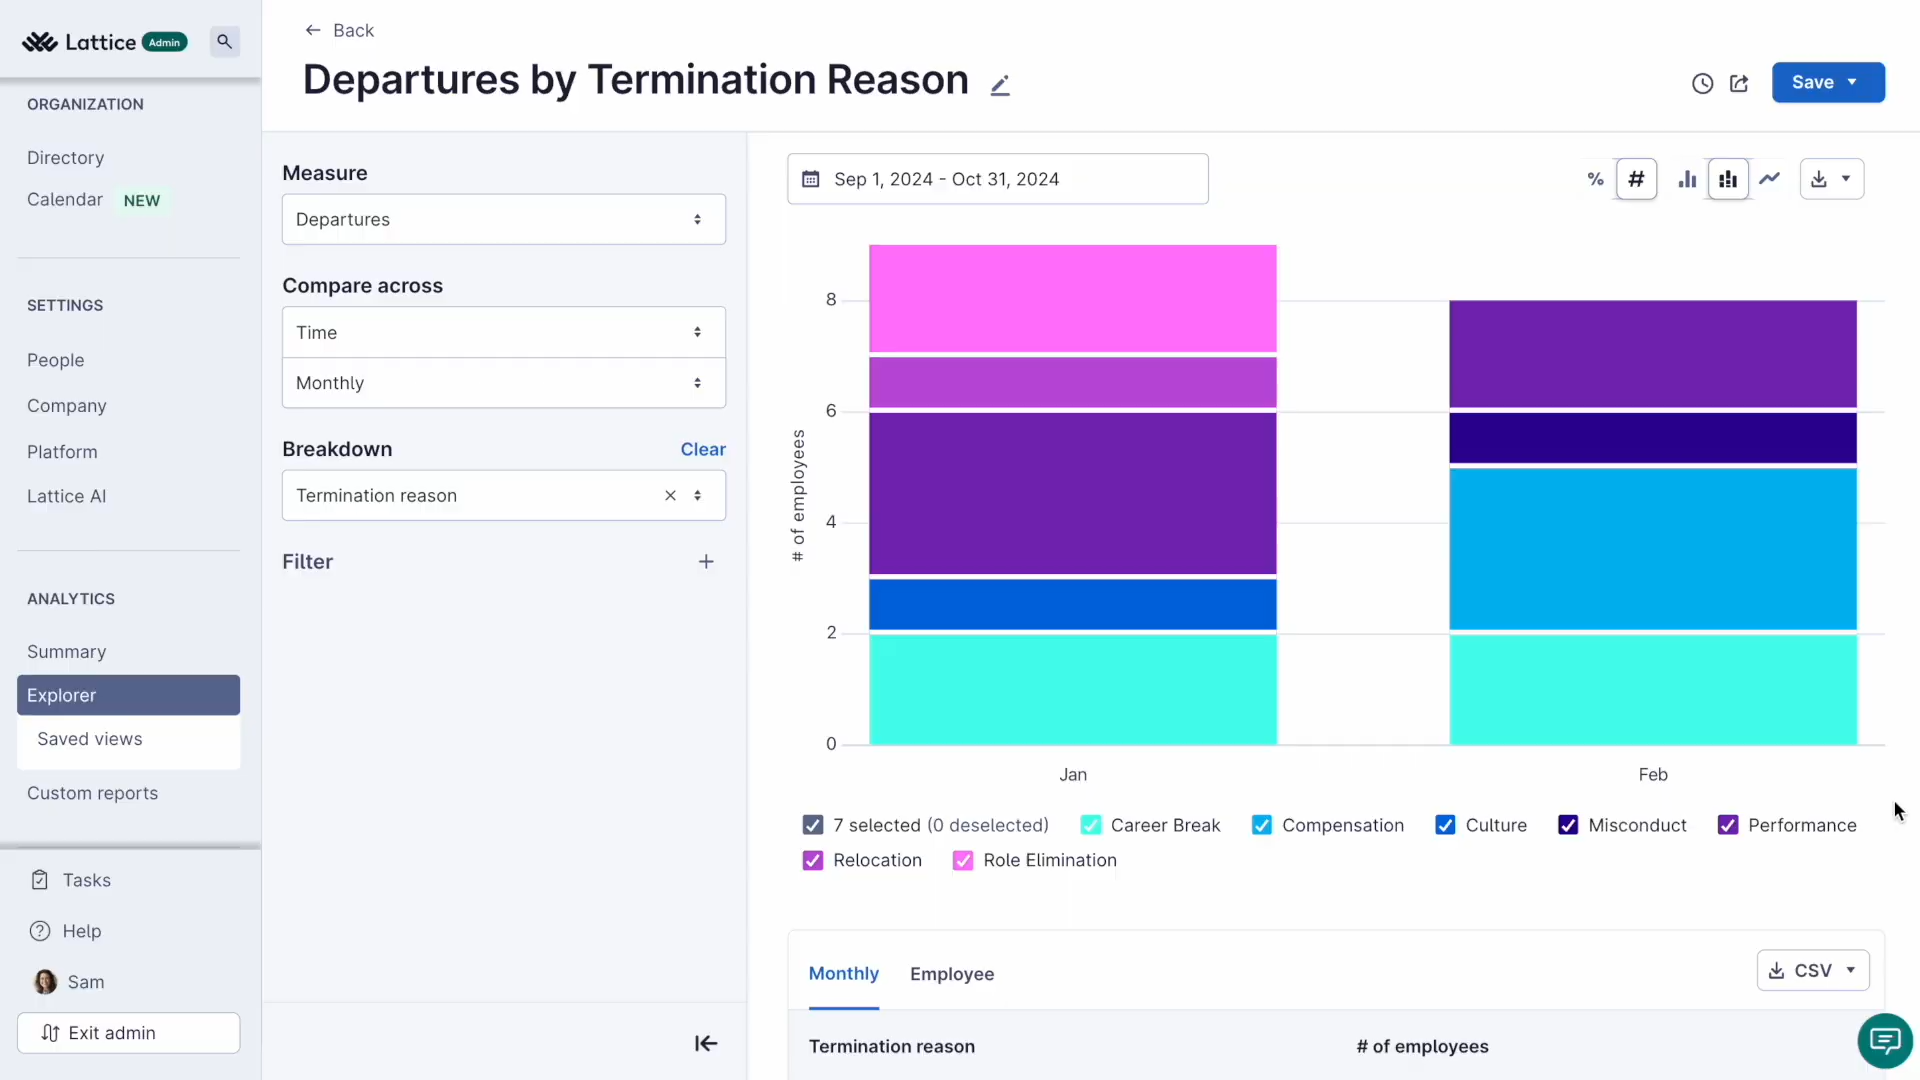 Lattice Admin
ORGANIZATION
Directory
Calendar NEW
SETTINGS
People
Company
Platform
Lattice AI
ANALYTICS
Summary
Explorer
Saved views
Custom reports
Tasks
Help
Sam
Exit admin
← Back
Departures by Termination Reason
Save
Measure
Departures
Compare across
Time
Monthly
Breakdown Clear
Termination reason
Filter +
Sep 1, 2024 - Oct 31, 2024
% #
# of employees
8
6
4
2
0
Jan Feb
7 selected (0 deselected) Career Break Compensation Culture Misconduct Performance
Relocation Role Elimination
Monthly Employee CSV
Termination reason # of employees